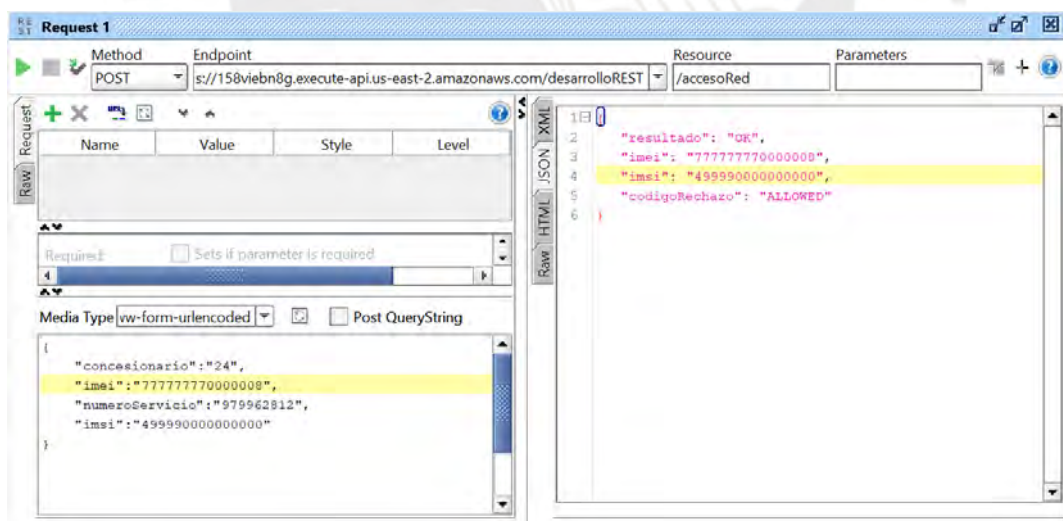 RE ST Request 1
Method Endpoint Resource Parameters
POST s://158viebn8g.execute-api.us-east-2.amazonaws.com/desarrolloREST /accesoRed
Request
Raw
Name Value Style Level
Required: Sets if parameter is required
Media Type vw-form-urlencoded Post QueryString
{
"concesionario":"24",
"imei":"777777770000008",
"numeroServicio":"979962812",
"imsi":"499990000000000"
}
XML
JSON
HTML
Raw
1 {
2 "resultado": "OK",
3 "imei": "777777770000008",
4 "imsi": "499990000000000",
5 "codigoRechazo": "ALLOWED"
6 }